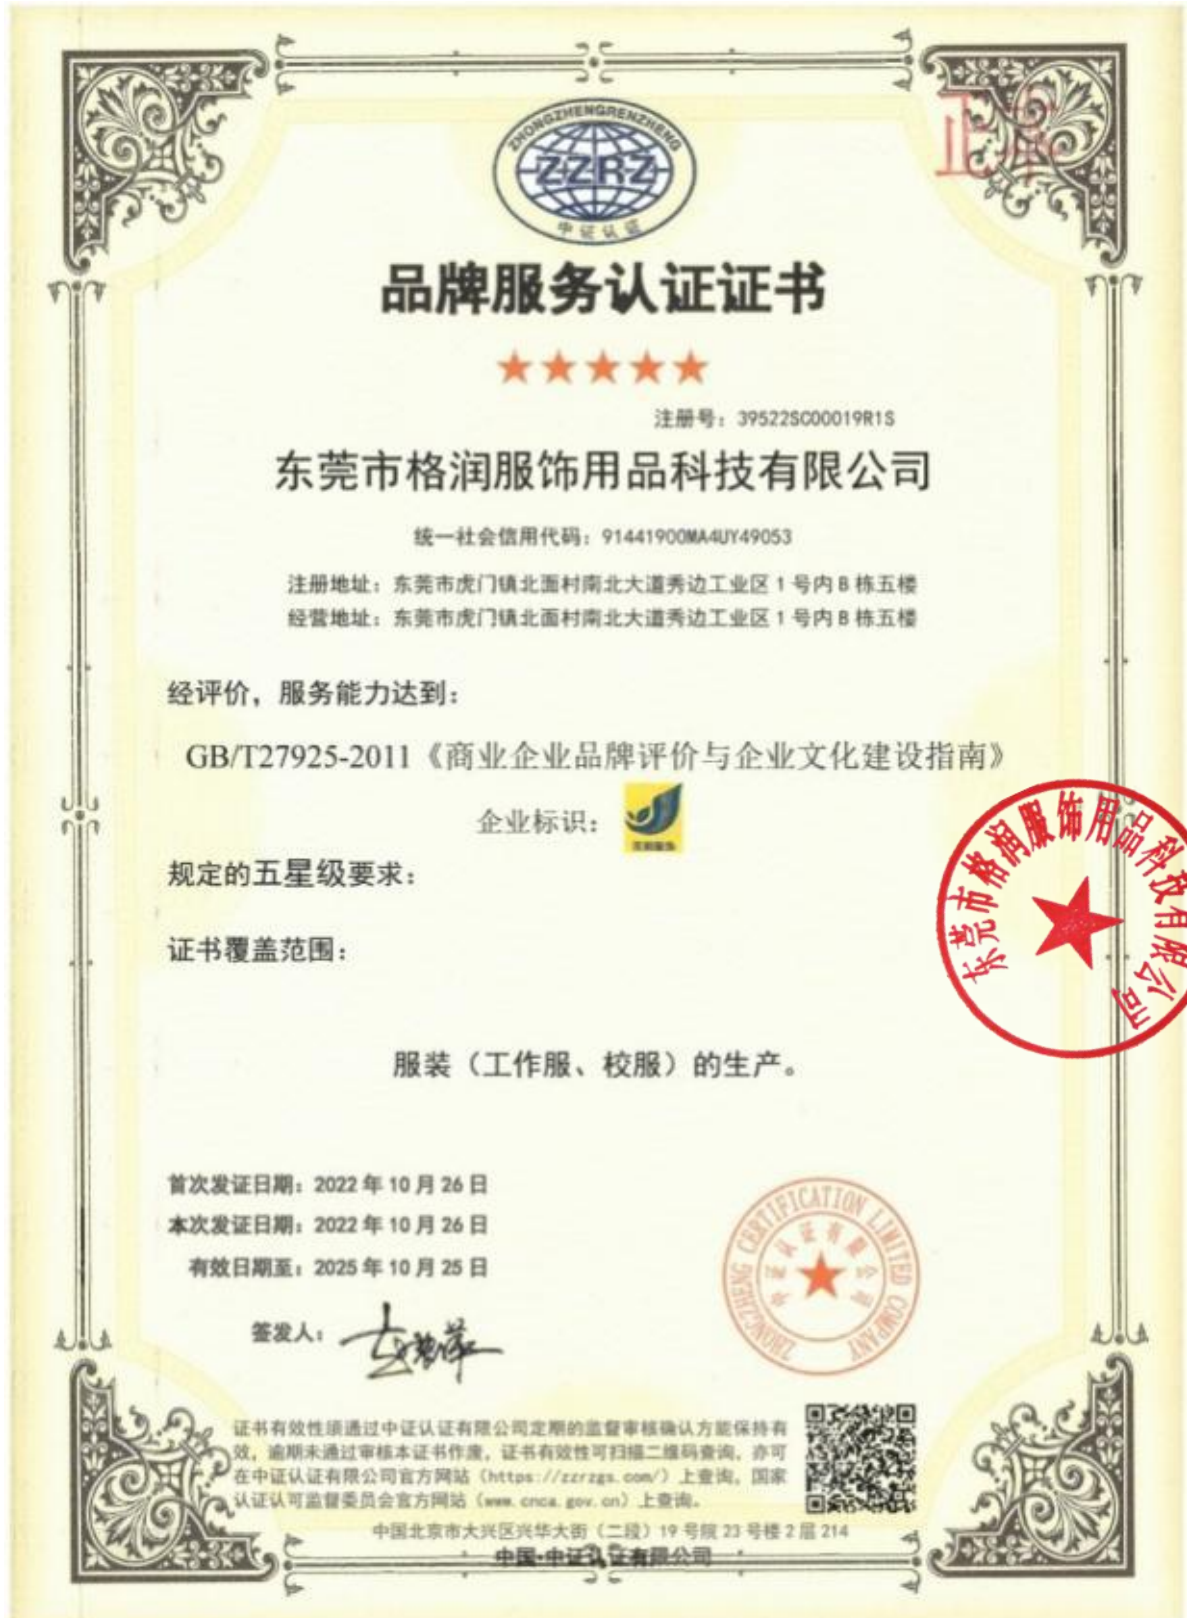 ZHONGZHENGRENZHENG
ZZRZ
中证认证
正本
品牌服务认证证书
注册号：39522SC00019R1S
东莞市格润服饰用品科技有限公司
统一社会信用代码：91441900MA4UY49053
注册地址：东莞市虎门镇北面村南北大道秀边工业区1号内B栋五楼
经营地址：东莞市虎门镇北面村南北大道秀边工业区1号内B栋五楼
经评价，服务能力达到：
GB/T27925-2011《商业企业品牌评价与企业文化建设指南》
企业标识：
规定的五星级要求：
东莞市格润服饰用品科技有限公司
证书覆盖范围：
服装（工作服、校服）的生产。
首次发证日期：2022年10月26日
本次发证日期：2022年10月26日
有效日期至：2025年10月25日
签发人：
ZHONGZHENG CERTIFICATION LIMITED COMPANY
中证认证有限公司
证书有效性须通过中证认证有限公司定期的监督审核确认方能保持有
效，逾期未通过审核本证书作废，证书有效性可扫描二维码查询，亦可
在中证认证有限公司官方网站（https://zzrzgs.com/）上查询，国家
认证认可监督委员会官方网站（www.cnca.gov.cn）上查询。
中国北京市大兴区兴华大街（二段）19号院23号楼2层214
中国·中证认证有限公司